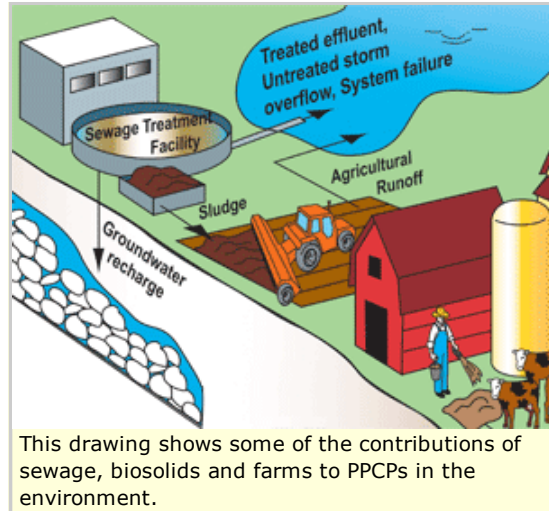 Treated effluent,
Untreated storm
overflow, System failure
Sewage Treatment
Facility
Agricultural
Runoff
Sludge
Groundwater
recharge
This drawing shows some of the contributions of
sewage, biosolids and farms to PPCPs in the
environment.